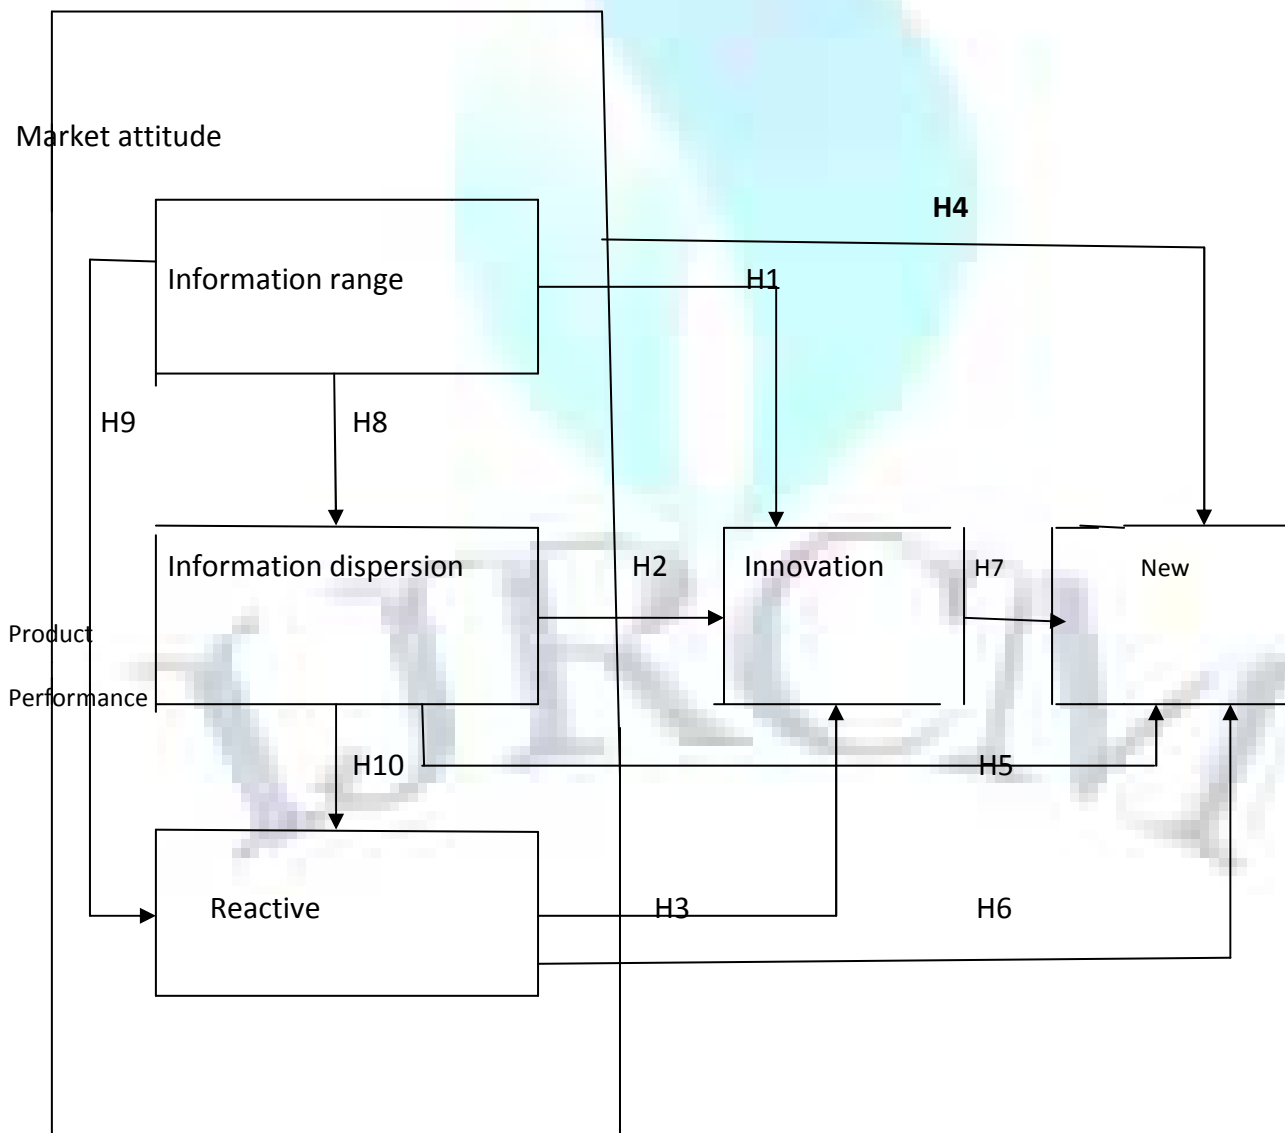 Market attitude
H4
Information range
H1
H9
H8
Information dispersion
H2
Innovation
H7
New
Product
Performance
H10
H5
Reactive
H3
H6